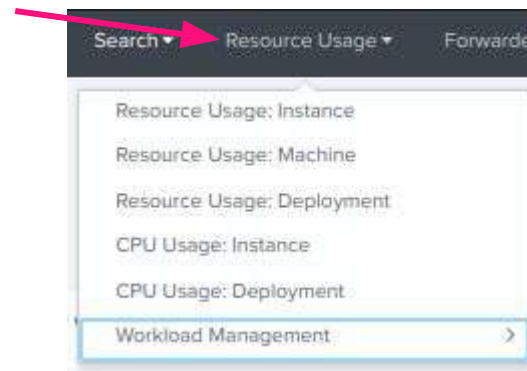 Search▾ Resource Usage▾ Forwarde
Resource Usage: Instance
Resource Usage: Machine
Resource Usage: Deployment
CPU Usage: Instance
CPU Usage: Deployment
Workload Management >